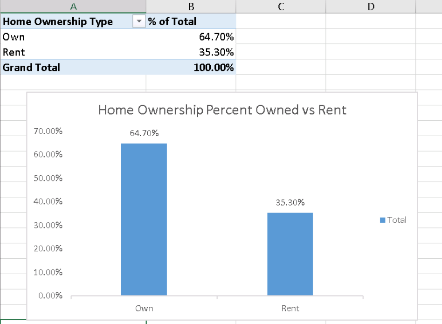 A B C D
Home Ownership Type % of Total
Own 64.70%
Rent 35.30%
Grand Total 100.00%
Home Ownership Percent Owned vs Rent
70.00%
64.70%
60.00%
50.00%
40.00%
35.30%
30.00%
20.00%
10.00%
0.00%
Total
Own Rent